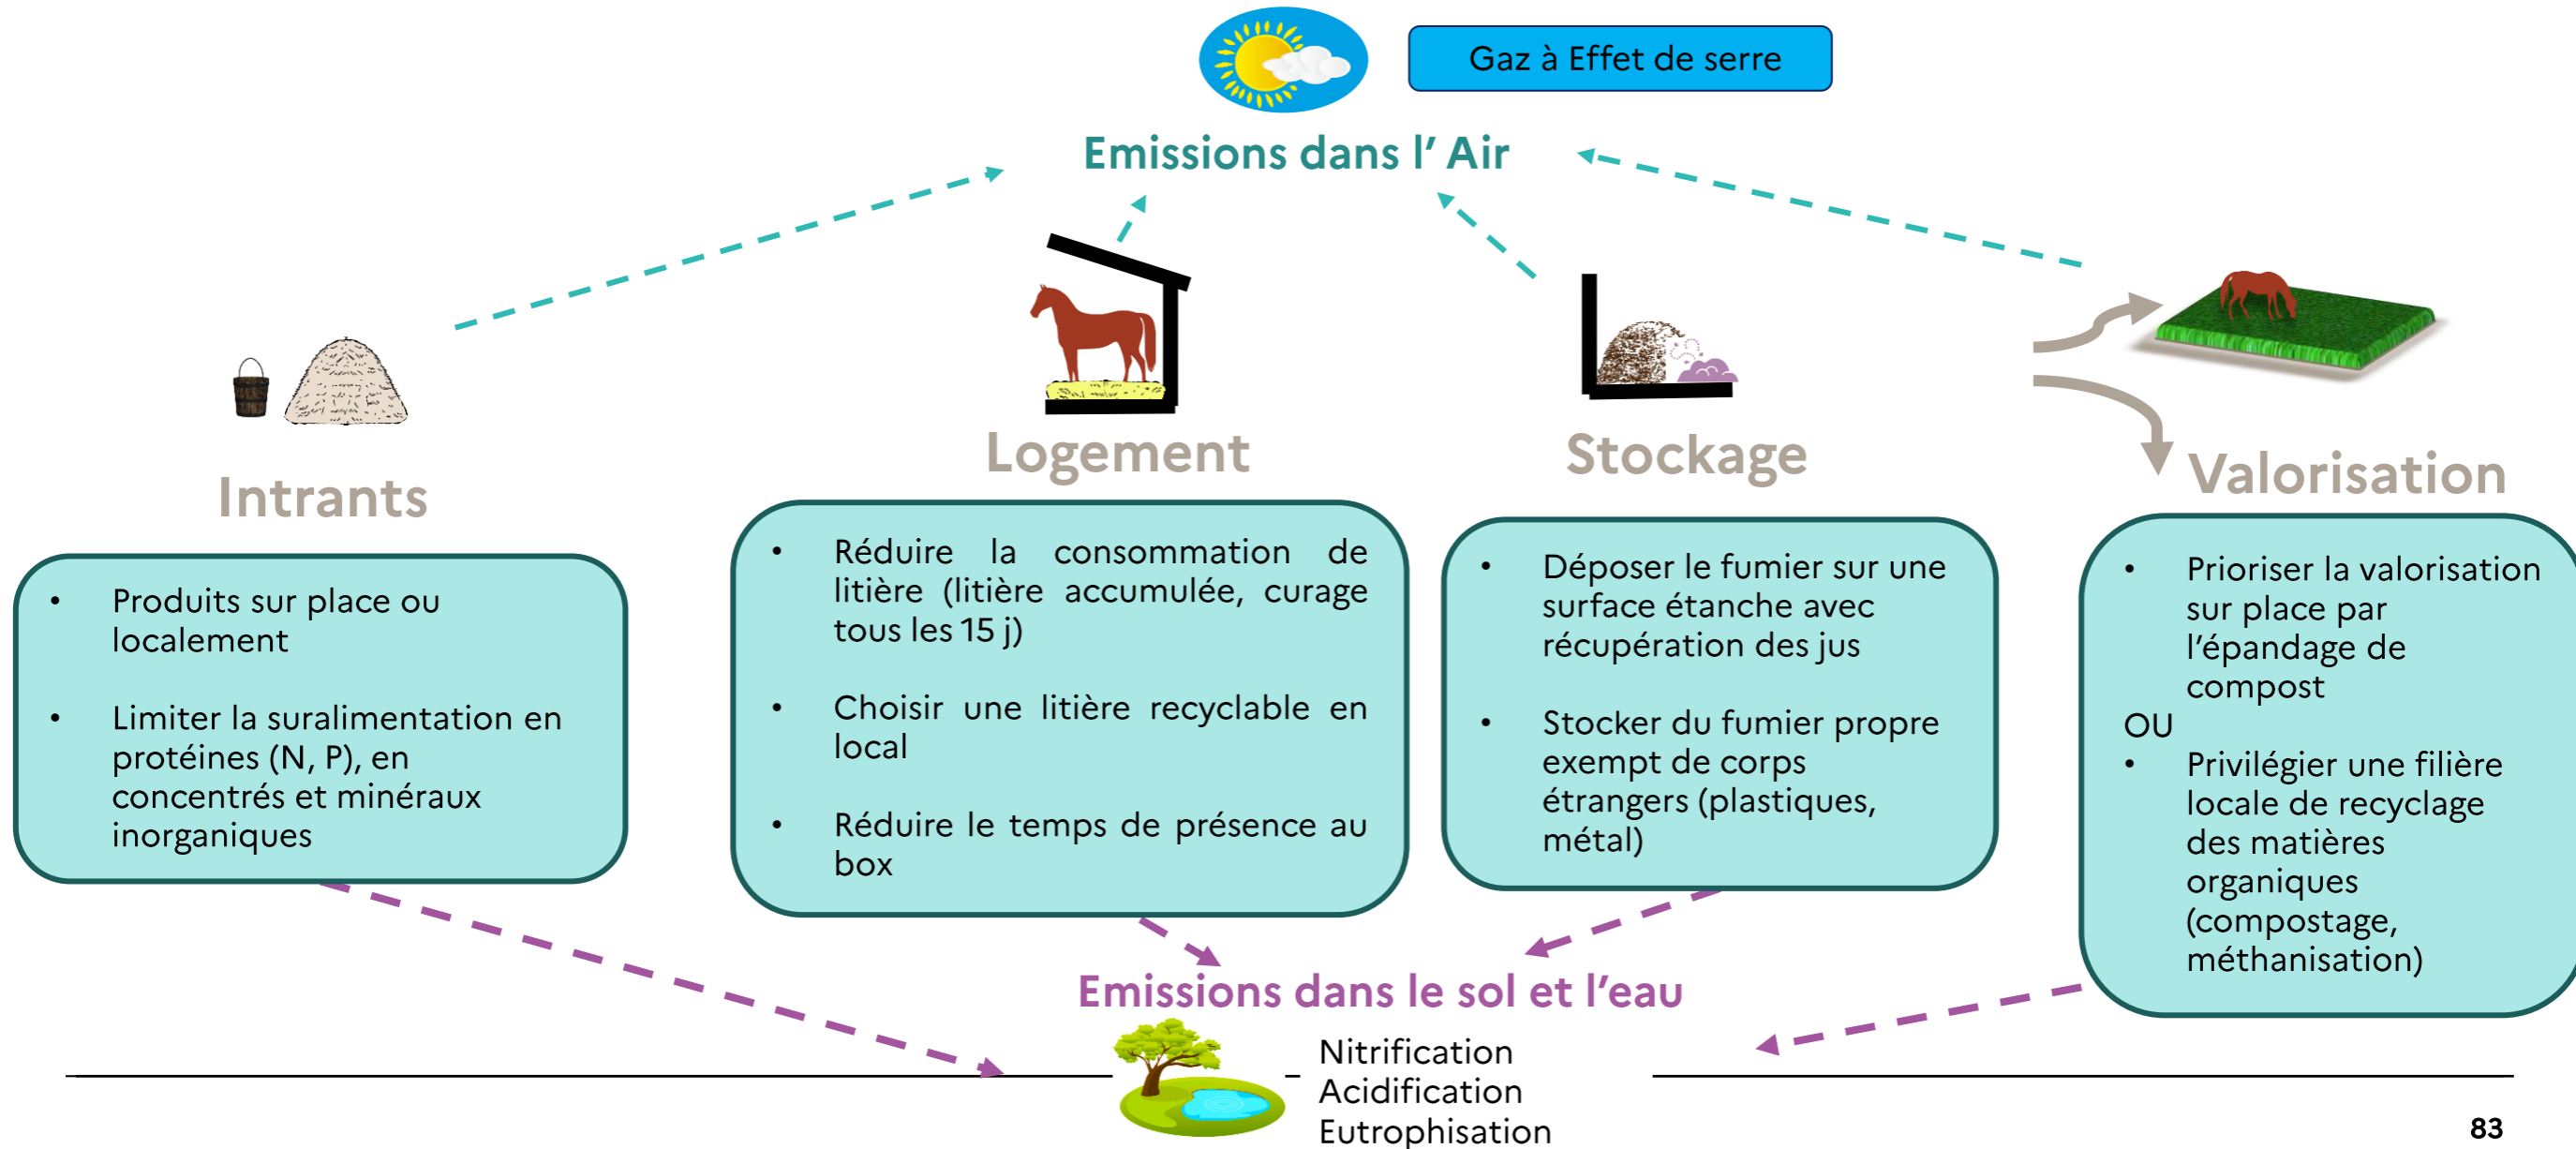 Gaz à Effet de serre
Emissions dans l' Air
Intrants
• Produits sur place ou
localement
• Limiter la suralimentation en
protéines (N, P), en
concentrés et minéraux
inorganiques
Logement
• Réduire la consommation de
litière (litière accumulée, curage
tous les 15 j)
• Choisir une litière recyclable en
local
• Réduire le temps de présence au
box
Stockage
• Déposer le fumier sur une
surface étanche avec
récupération des jus
• Stocker du fumier propre
exempt de corps
étrangers (plastiques,
métal)
Valorisation
• Prioriser la valorisation
sur place par
l'épandage de
compost
OU
• Privilégier une filière
locale de recyclage
des matières
organiques
(compostage,
méthanisation)
Emissions dans le sol et l'eau
Nitrification
Acidification
Eutrophisation
83